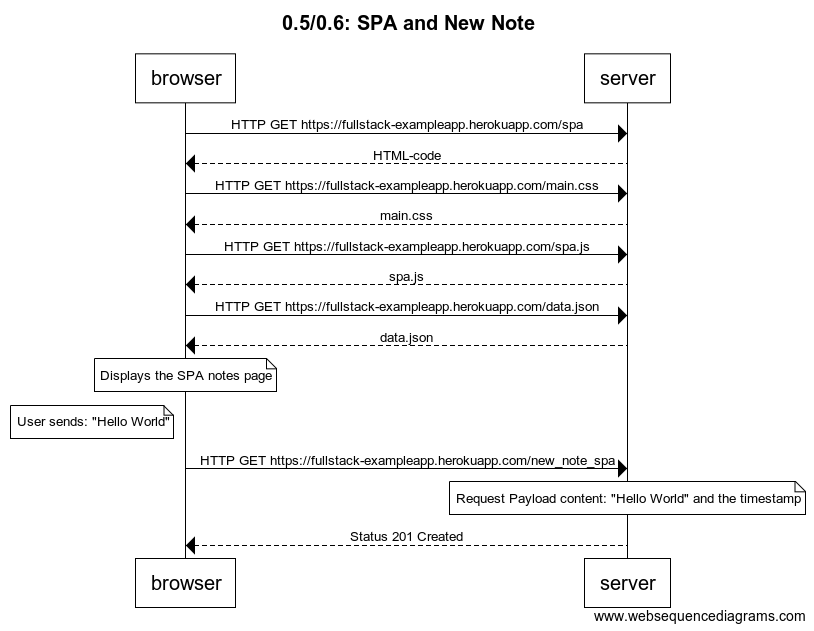 0.5/0.6: SPA and New Note
browser
server
HTTP GET https://fullstack-exampleapp.herokuapp.com/spa
HTML-code
HTTP GET https://fullstack-exampleapp.herokuapp.com/main.css
main.css
HTTP GET https://fullstack-exampleapp.herokuapp.com/spa.js
spa.js
HTTP GET https://fullstack-exampleapp.herokuapp.com/data.json
data.json
Displays the SPA notes page
User sends: "Hello World"
HTTP GET https://fullstack-exampleapp.herokuapp.com/new_note_spa
Request Payload content: "Hello World" and the timestamp
Status 201 Created
browser
server
www.websequencediagrams.com